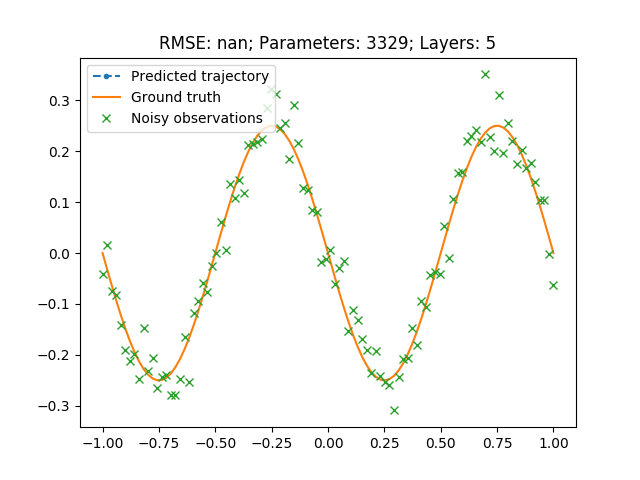 RMSE: nan; Parameters: 3329; Layers: 5
Predicted trajectory
Ground truth
Noisy observations
0.3
0.2
0.1
0.0
−0.1
−0.2
−0.3
−1.00 −0.75 −0.50 −0.25 0.00 0.25 0.50 0.75 1.00